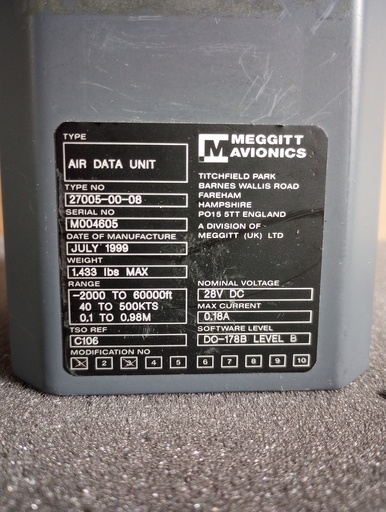 TYPE
AIR DATA UNIT
TYPE NO
27005-00-08
SERIAL NO
M004605
DATE OF MANUFACTURE
JULY 1999
WEIGHT
1.433 lbs MAX
RANGE
-2000 TO 60000ft
40 TO 500KTS
0.1 TO 0.98M
TSO REF
C106
MODIFICATION NO
1 2 3 4 5 6 7 8 9 10
MEGGITT
AVIONICS
TITCHFIELD PARK
BARNES WALLIS ROAD
FAREHAM
HAMPSHIRE
PO15 5TT ENGLAND
A DIVISION OF
MEGGITT (UK) LTD
NOMINAL VOLTAGE
28V DC
MAX CURRENT
0.16A
SOFTWARE LEVEL
DO-178B LEVEL B